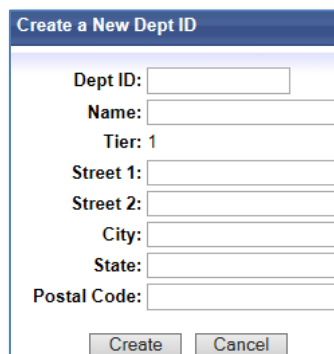 Create a New Dept ID
Dept ID:
Name:
Tier: 1
Street 1:
Street 2:
City:
State:
Postal Code:
Create Cancel